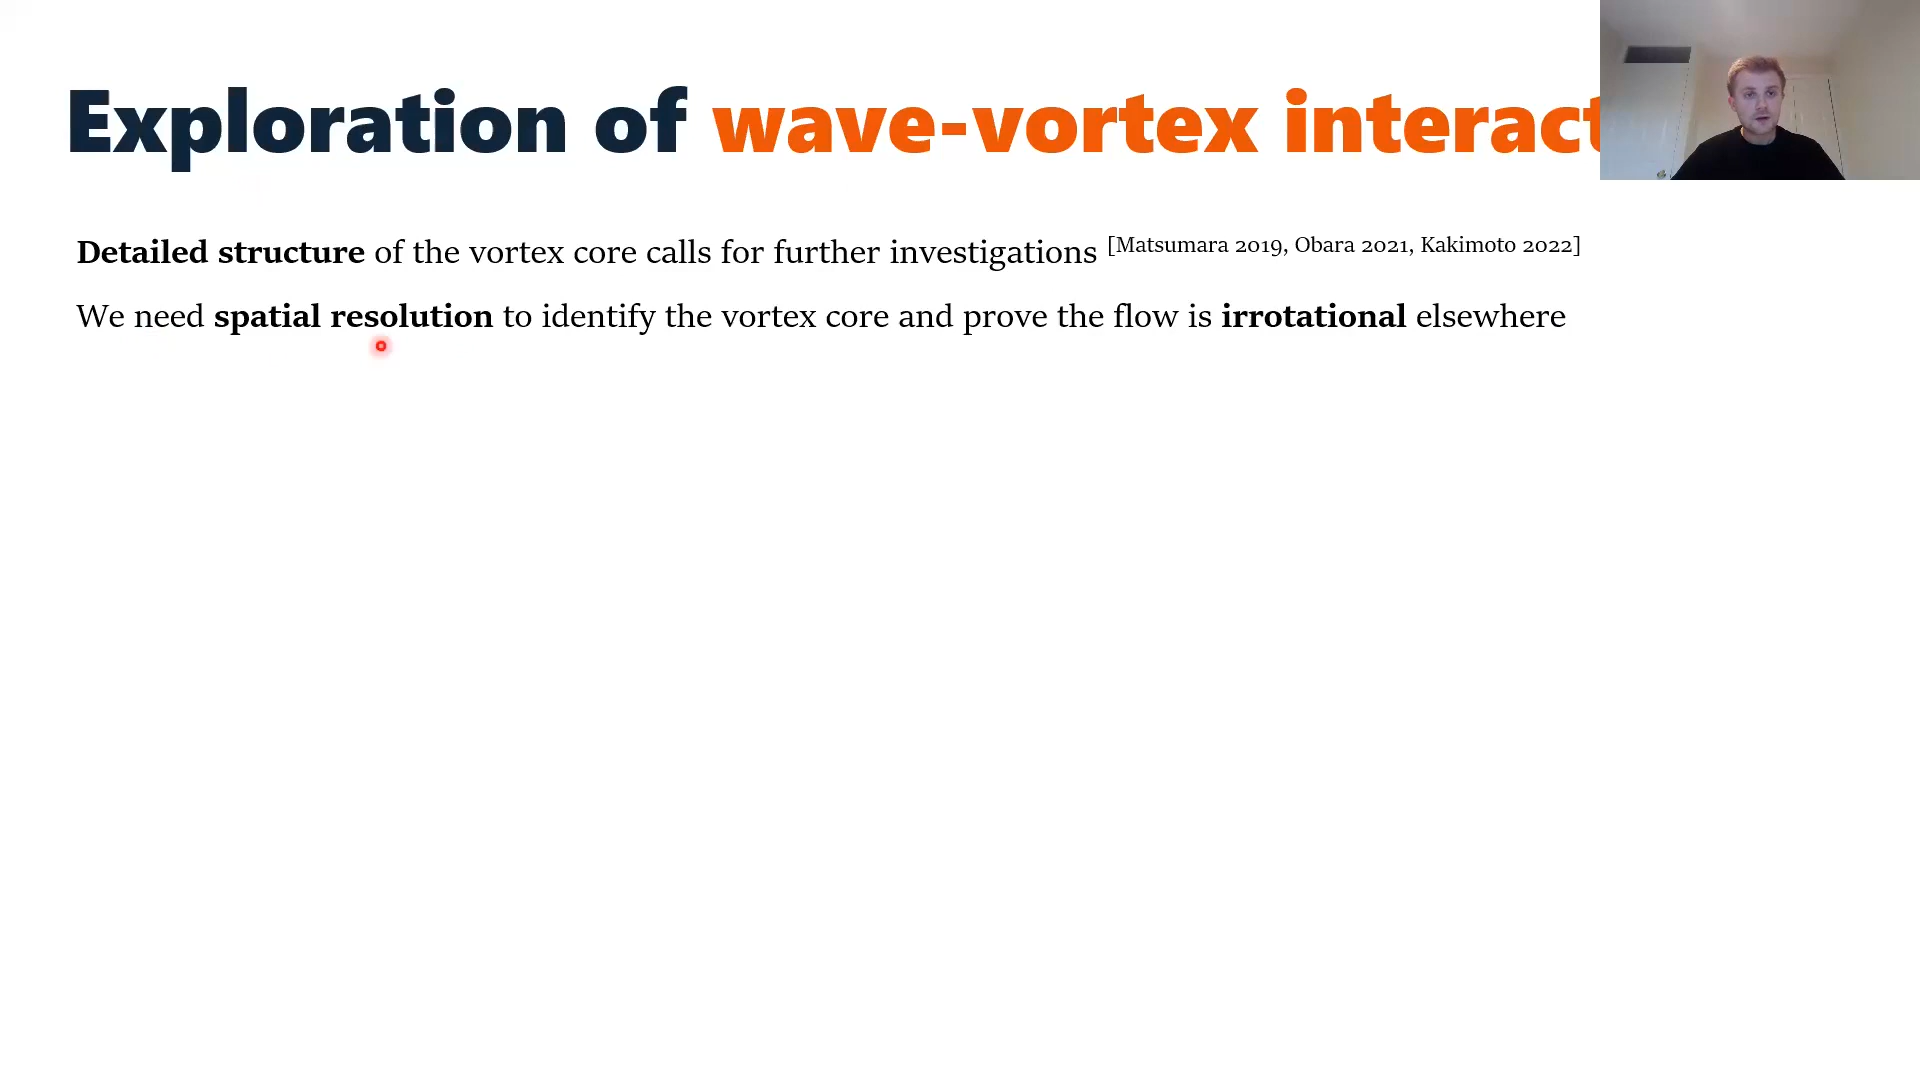 Exploration of wave-vortex interact
Detailed structure of the vortex core calls for further investigations [Matsumara 2019, Obara 2021, Kakimoto 2022]
We need spatial resolution to identify the vortex core and prove the flow is irrotational elsewhere